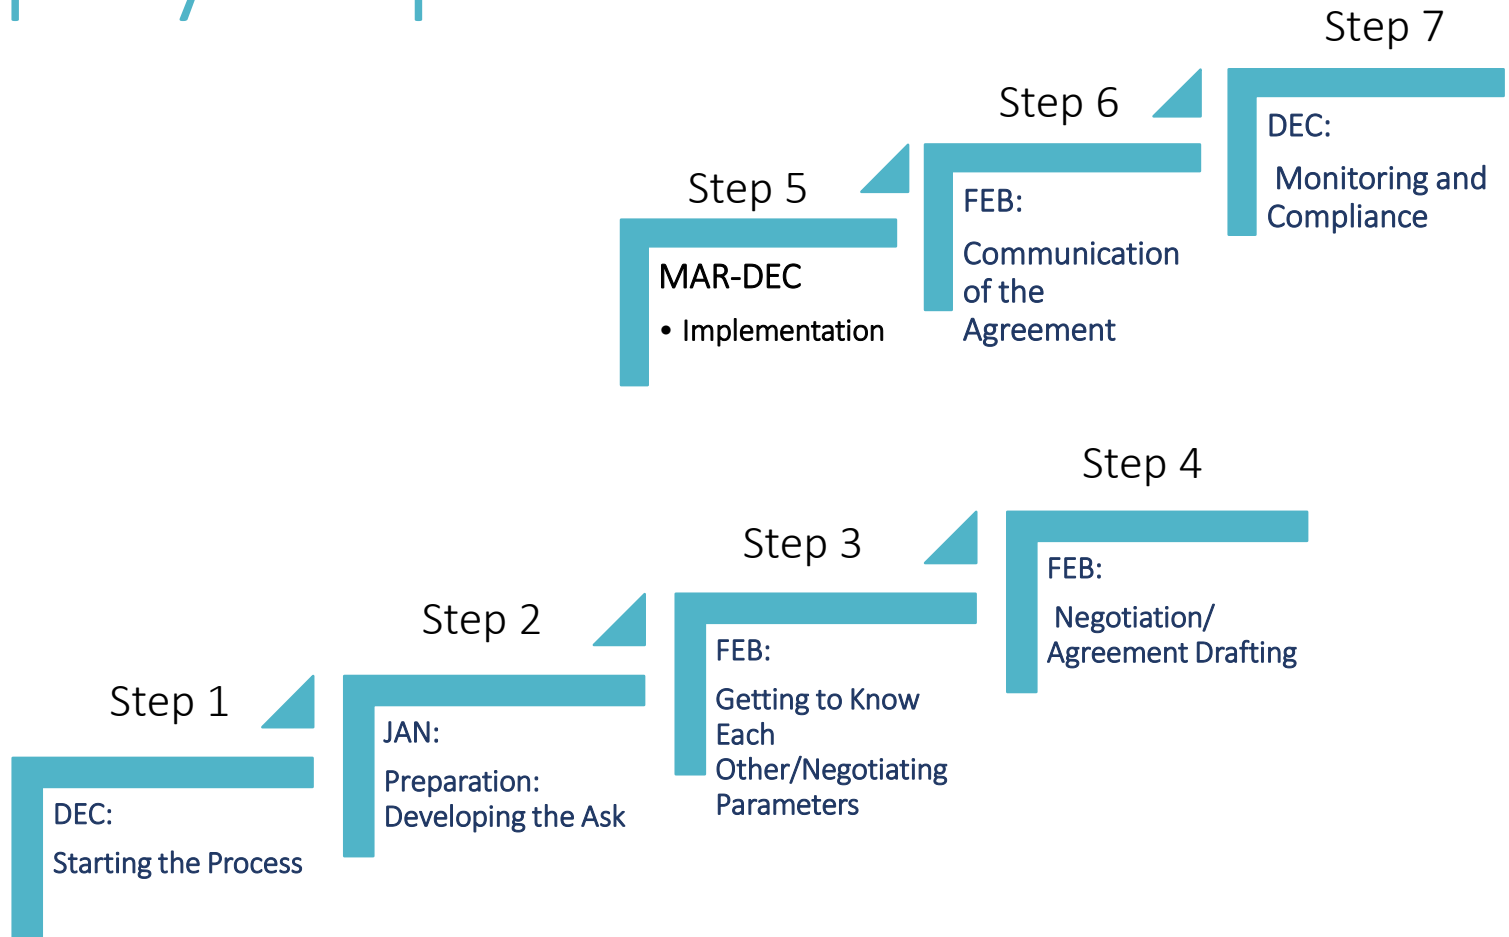 Step 1
DEC:
Starting the Process
Step 2
JAN:
Preparation:
Developing the Ask
Step 3
FEB:
Getting to Know
Each
Other/Negotiating
Parameters
Step 4
FEB:
Negotiation/
Agreement Drafting
Step 5
MAR-DEC
• Implementation
Step 6
FEB:
Communication
of the
Agreement
Step 7
DEC:
Monitoring and
Compliance